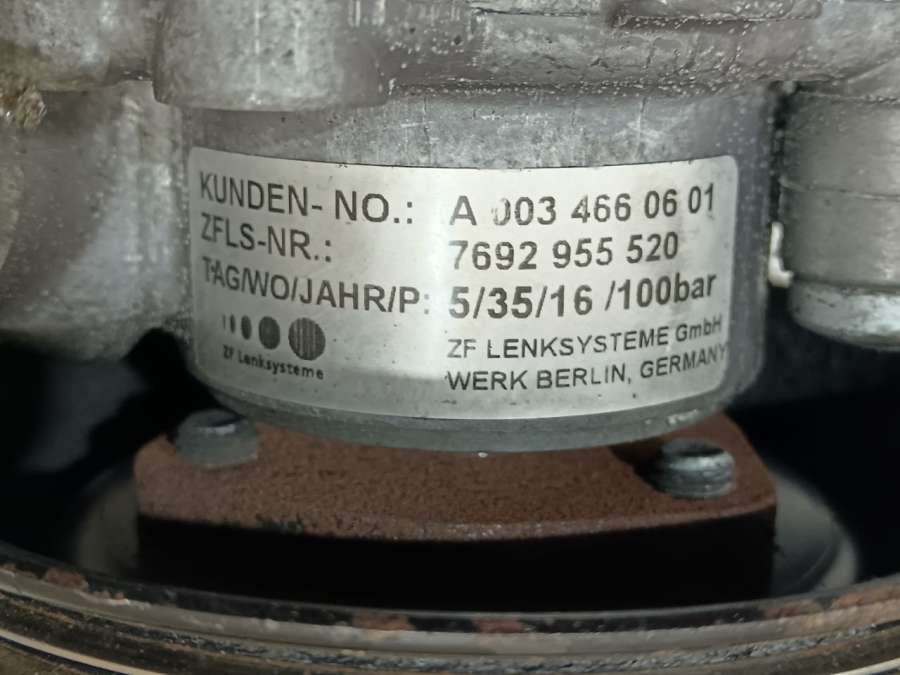 KUNDEN- NO.: A 003 466 06 01
ZFLS-NR.: 7692 955 520
TAG/WO/JAHR/P: 5/35/16 /100bar
ZF LENKSYSTEME GmbH
WERK BERLIN, GERMANY
ZF Lenksysteme